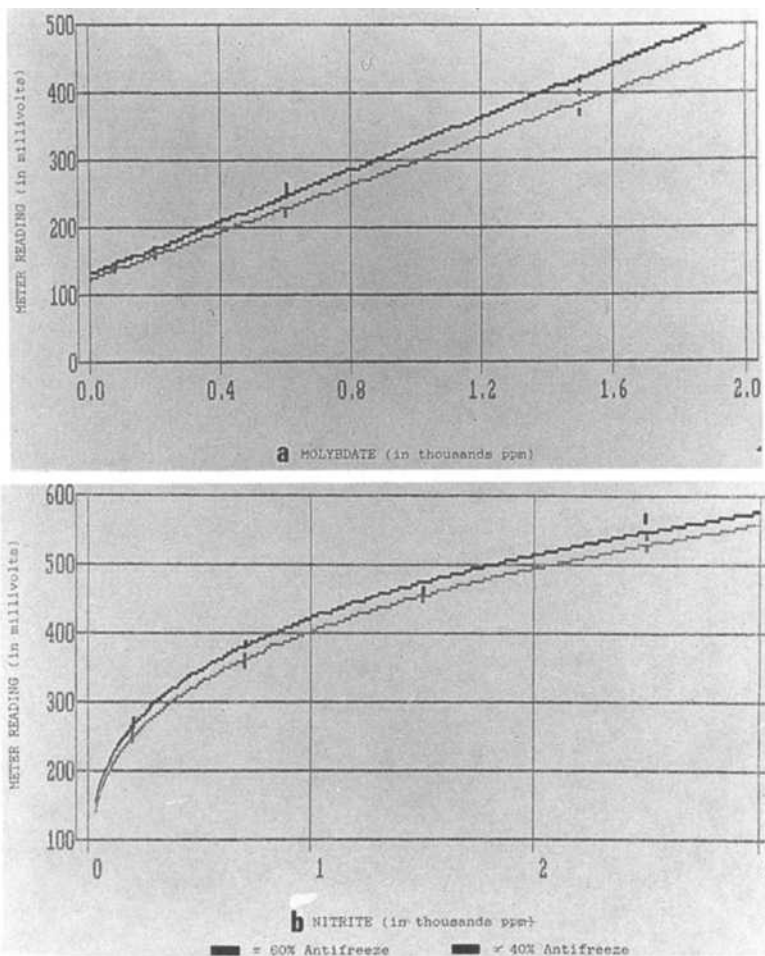 METER READING (in millivolts)
500
400
300
200
100
0
0.0 0.4 0.8 1.2 1.6 2.0
a MOLYBDATE (in thousands ppm)
METER READING (in millivolts)
600
500
400
300
200
100
0 1 2
b NITRITE (in thousands ppm)
= 60% Antifreeze = 40% Antifreeze